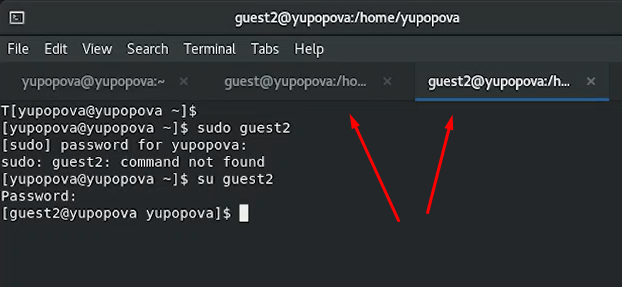 guest2@yupopova:/home/yupopova
File Edit View Search Terminal Tabs Help
yupopova@yupopova:~ × guest@yupopova:/ho... × guest2@yupopova:/h... ×
T[yupopova@yupopova ~]$
[yupopova@yupopova ~]$ sudo guest2
[sudo] password for yupopova:
sudo: guest2: command not found
[yupopova@yupopova ~]$ su guest2
Password:
[guest2@yupopova yupopova]$